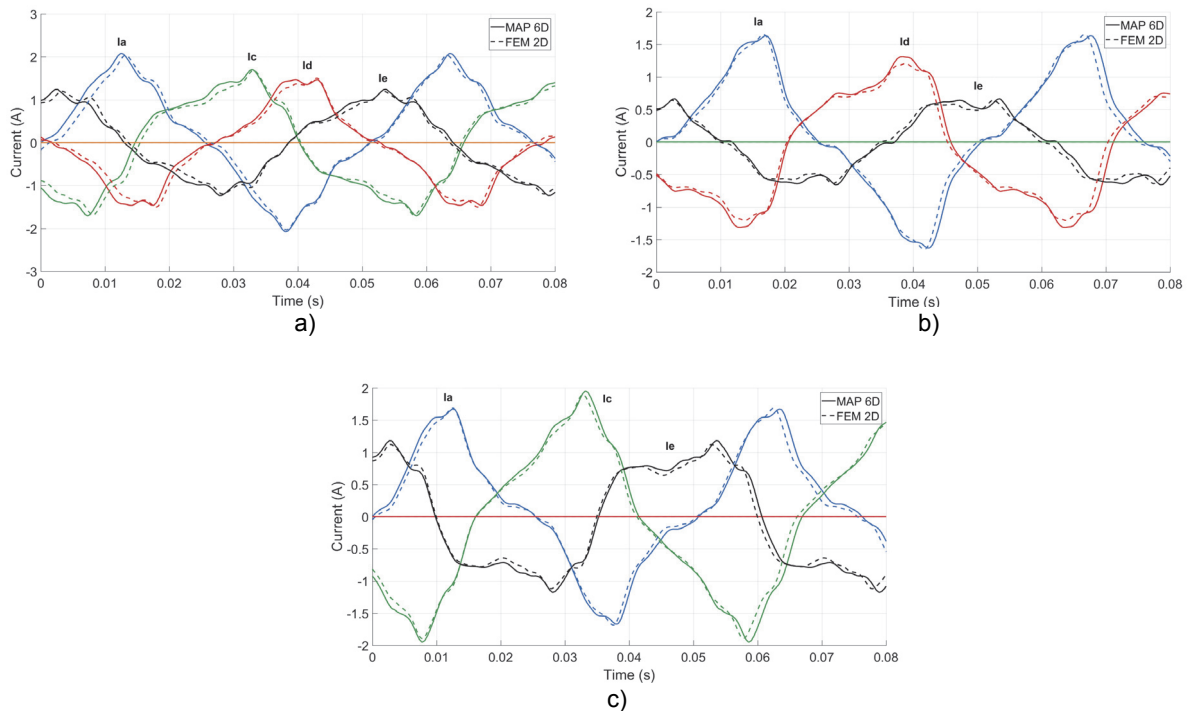 MAP 6D
FEM 2D
Ia
Ic
Id
Ie
3
2
1
0
-1
-2
-3
Current (A)
0
0.01
0.02
0.03
0.04
0.05
0.06
0.07
0.08
Time (s)
a)
MAP 6D
FEM 2D
Ia
Id
Ie
2
1.5
1
0.5
0
-0.5
-1
-1.5
-2
Current (A)
0
0.01
0.02
0.03
0.04
0.05
0.06
0.07
0.08
Time (s)
b)
MAP 6D
FEM 2D
Ia
Ic
Ie
2
1.5
1
0.5
0
-0.5
-1
-1.5
-2
Current (A)
0
0.01
0.02
0.03
0.04
0.05
0.06
0.07
0.08
Time (s)
c)